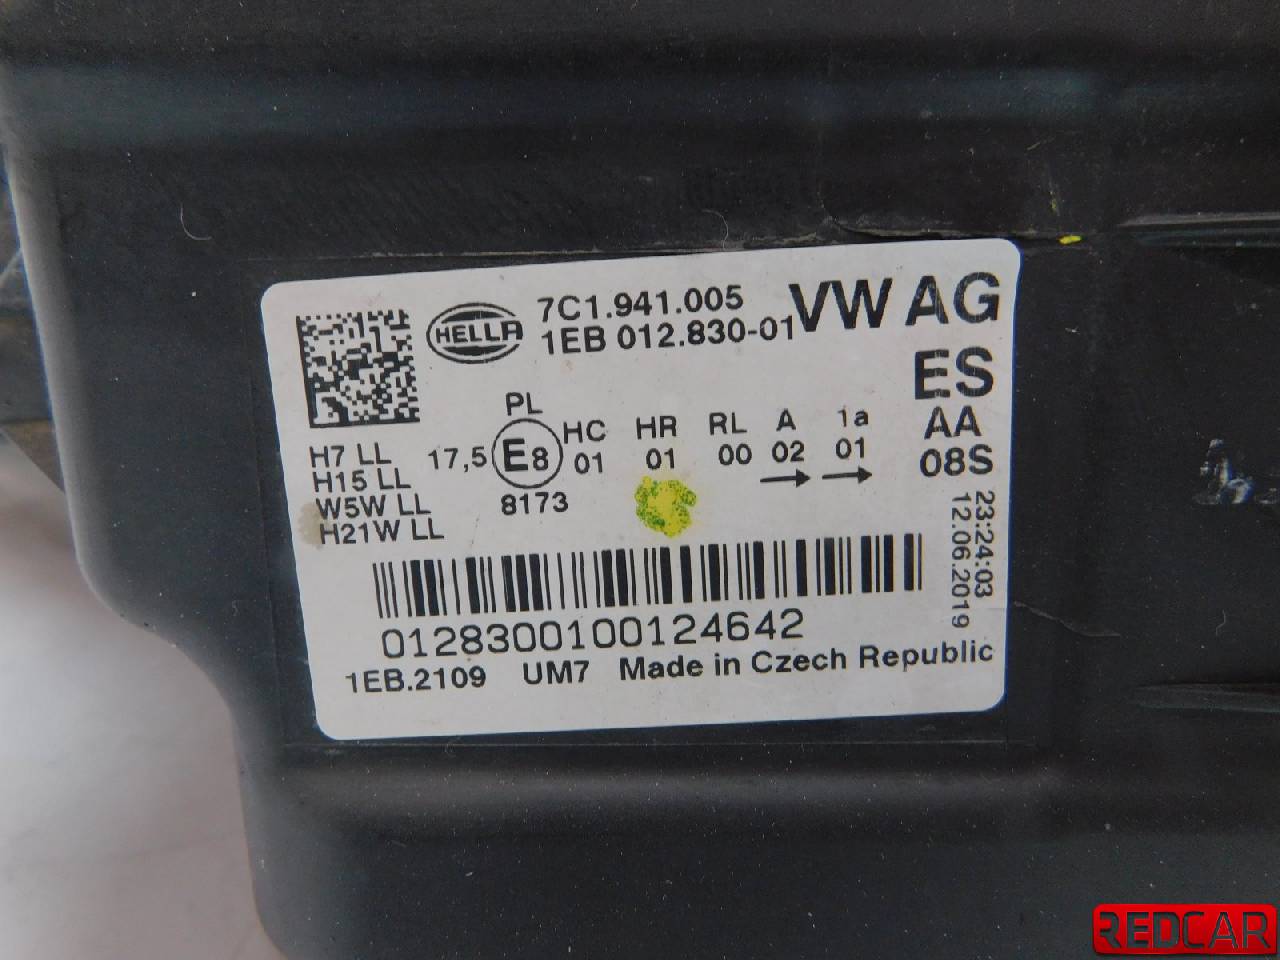 HELLA
7C1.941.005
1EB 012.830-01
VW AG
ES
AA
08S
PL
H7 LL
H15 LL
W5W LL
H21W LL
17,5
E8
8173
HC HR RL A 1a
01 01 00 02 01
→ →
23:24:03
12.06.2019
0128300100124642
1EB.2109 UM7 Made in Czech Republic
REDCAR